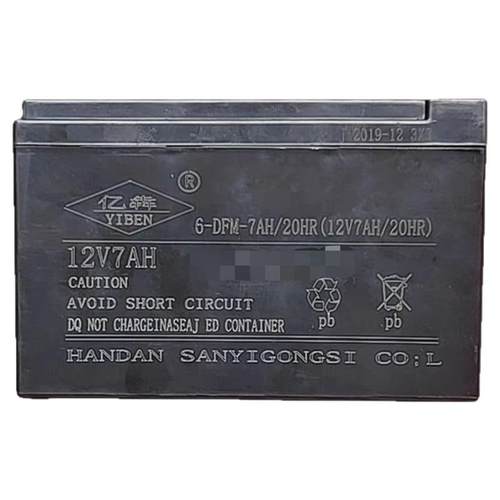 2019-12
亿
YIBEN
®
6-DFM-7AH/20HR(12V7AH/20HR)
12V7AH
CAUTION
AVOID SHORT CIRCUIT
DQ NOT CHARGEINASEAJ ED CONTAINER
pb
pb
HANDAN SANYIGONGSI CO;L